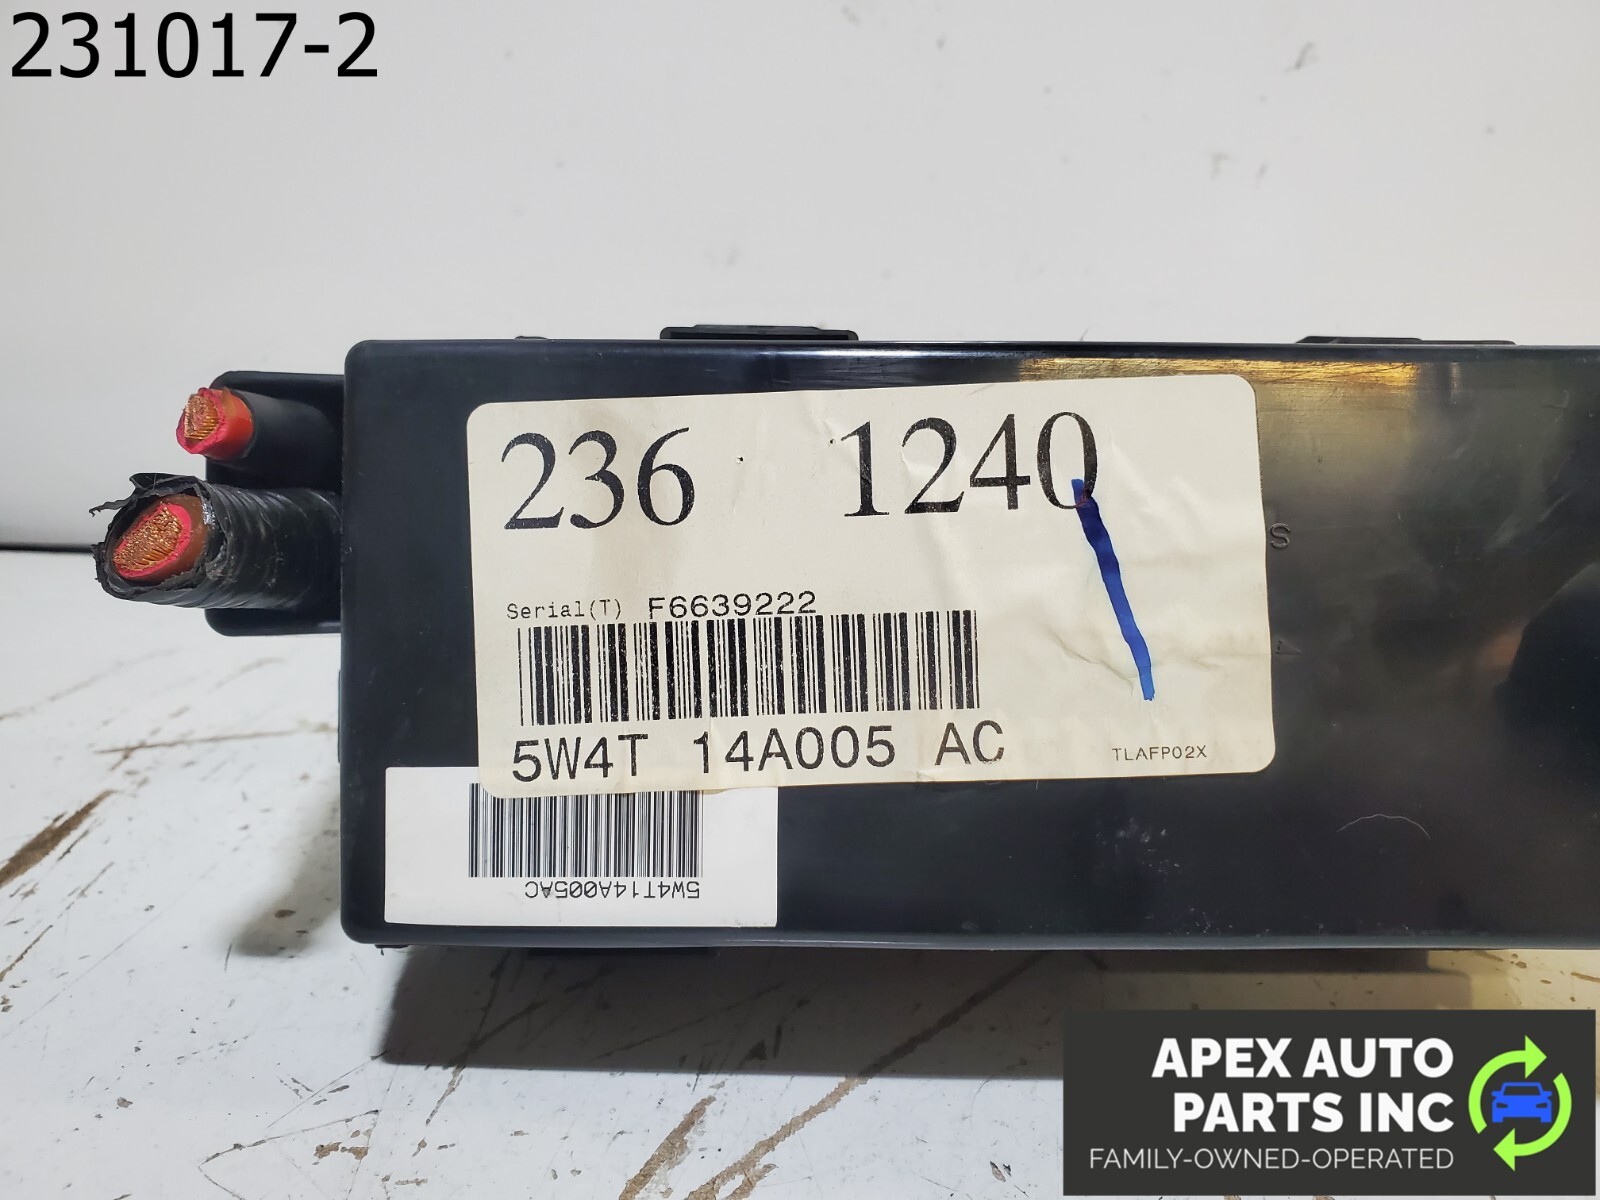 231017-2
236 1240
Serial(T) F6639222
5W4T 14A005 AC
TLAFP02X
5W4T14A005AC
S
APEX AUTO
PARTS INC
FAMILY-OWNED-OPERATED